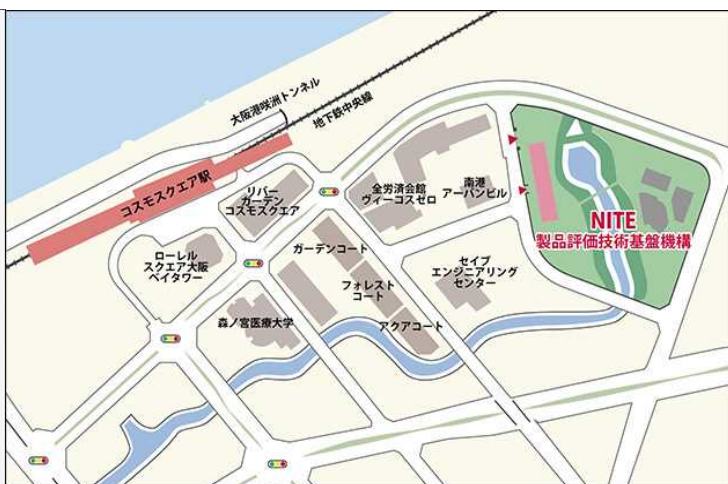 大阪港咲洲トンネル
地下鉄中央線
コスモスクエア駅
リバー
ガーデン
コスモスクエア
全労済会館
ヴィーコスゼロ
南港
アーバンビル
NITE
製品評価技術基盤機構
ローレル
スクエア大阪
ベイタワー
ガーデンコート
セイブ
エンジニアリング
センター
フォレスト
コート
森ノ宮医療大学
アクアコート